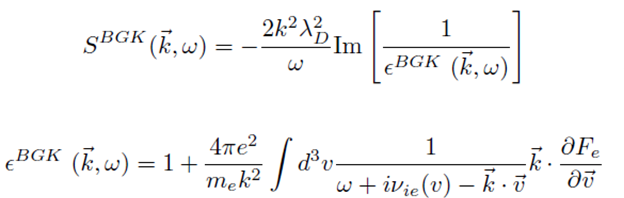 $$S^{BGK}(\vec{k},\omega) = -\frac{2k^2\lambda_D^2}{\omega}\mathrm{Im}\left[\frac{1}{\epsilon^{BGK}\ (\vec{k},\omega)}\right]$$
$$\epsilon^{BGK}\ (\vec{k},\omega) = 1 + \frac{4\pi e^2}{m_e k^2}\int d^3v \frac{1}{\omega + i\nu_{ie}(v) - \vec{k}\cdot\vec{v}}\vec{k}\cdot\frac{\partial F_e}{\partial \vec{v}}$$